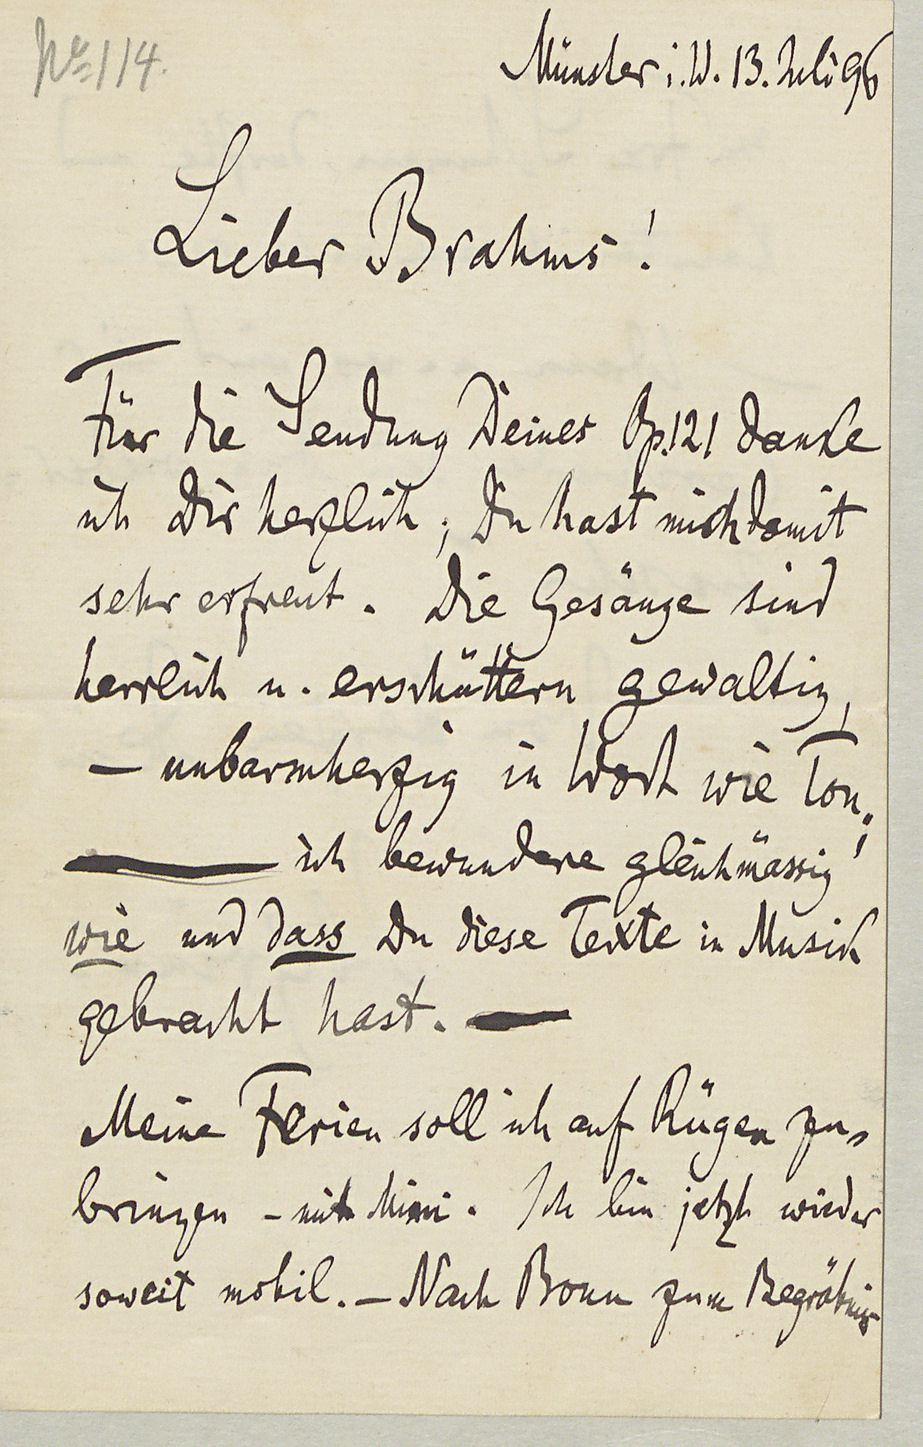 No 114.
Münster i. W. 13. Juli 96
Lieber Brahms!
Für die Sendung Deines Op. 121 danke
ich Dir herzlich; Du hast mich damit
sehr erfreut. Die Gesänge sind
herrlich u. erschüttern gewaltig,
– unbarmherzig in Wort wie Ton;
ich bewundere gleichmässig
wie und dass Du diese Texte in Musik
gebracht hast. –
Meine Ferien soll ich auf Rügen zu-
bringen – mit Mimi. Ich bin jetzt wieder
soweit mobil. – Nach Bonn zum Begräbnis